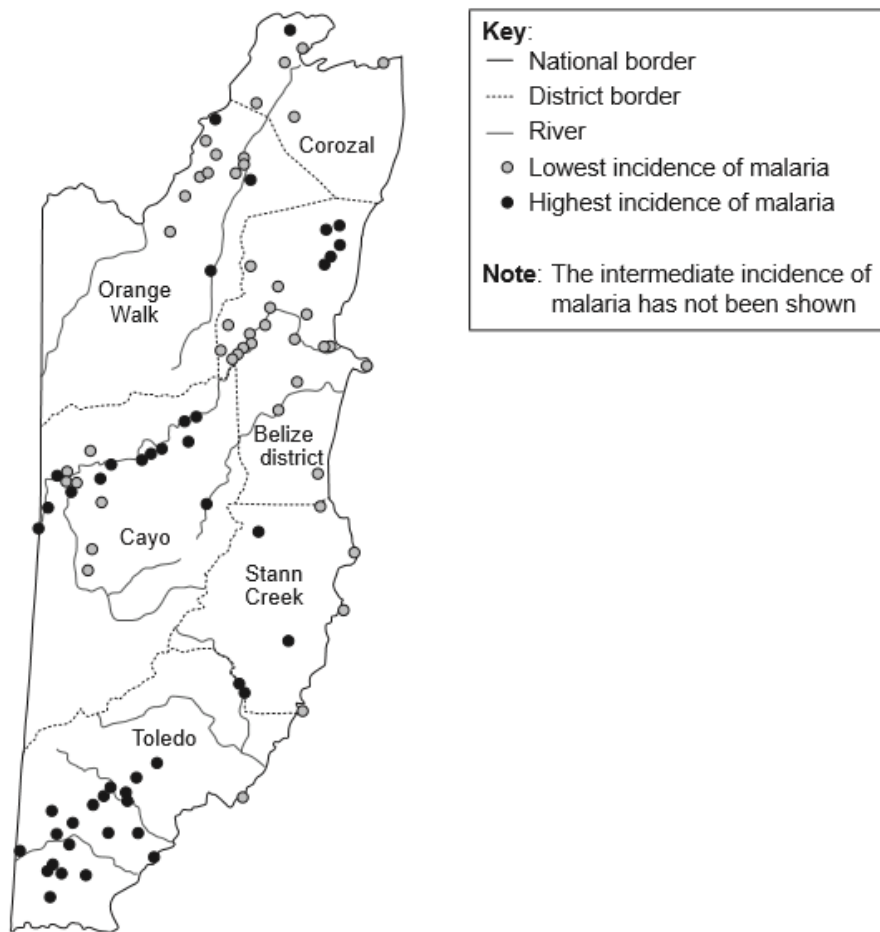 Corozal
Orange
Walk
Belize
district
Cayo
Stann
Creek
Toledo
Key:
National border
District border
River
Lowest incidence of malaria
Highest incidence of malaria
Note: The intermediate incidence of
malaria has not been shown